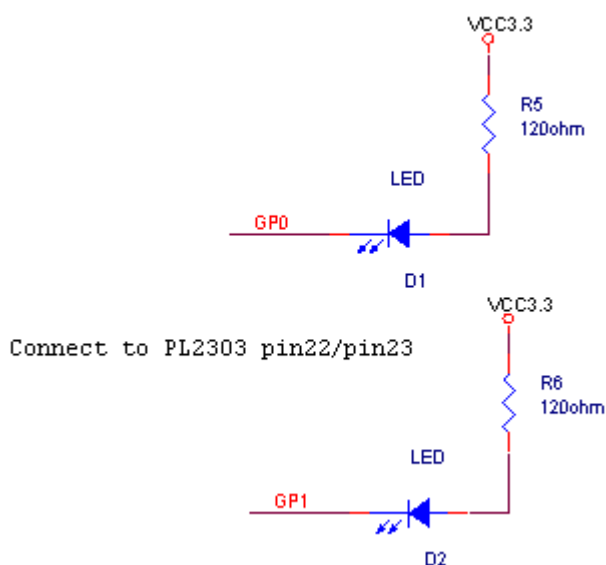 VCC3.3
R5
120ohm
LED
GP0
D1
VCC3.3
Connect to PL2303 pin22/pin23
R6
120ohm
LED
GP1
D2